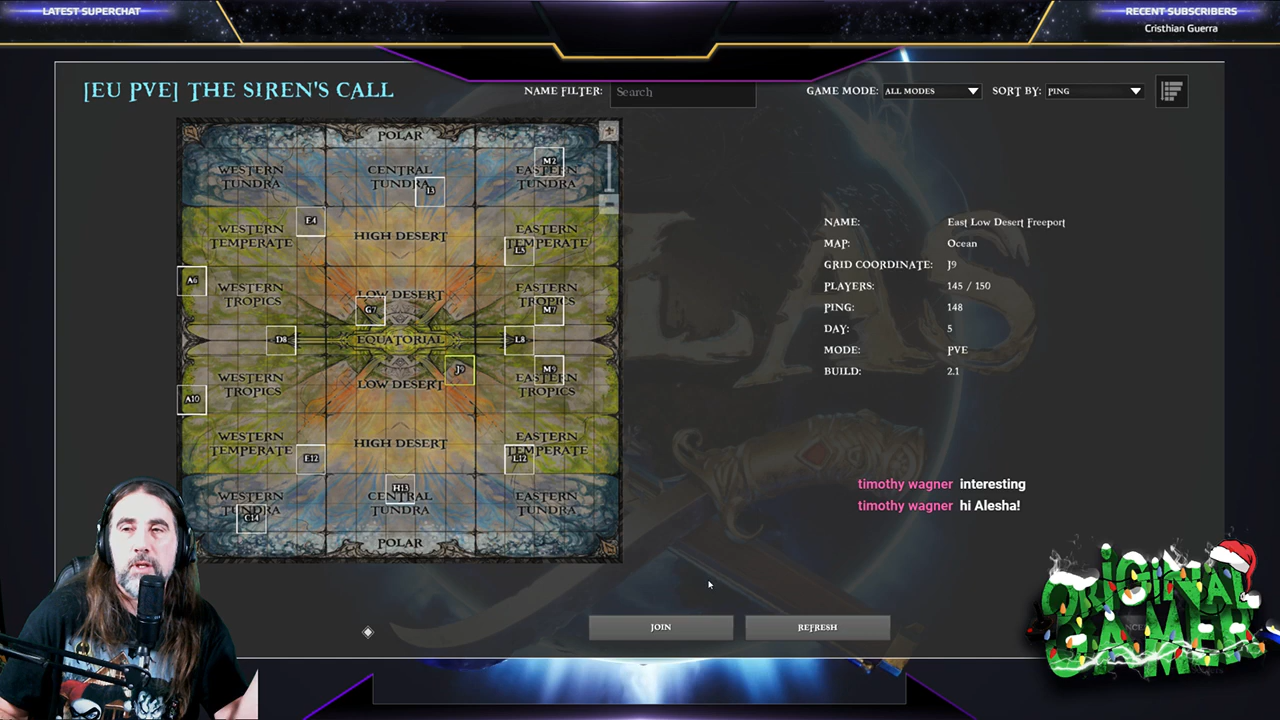 LATEST SUPERCHAT
RECENT SUBSCRIBERS
Cristhian Guerra
[EU PVE] THE SIREN'S CALL
NAME FILTER: Search
GAME MODE: ALL MODES
SORT BY: PING
POLAR
WESTERN TUNDRA
CENTRAL TUNDRA
EASTERN TUNDRA
M2
I3
E4
WESTERN TEMPERATE
HIGH DESERT
EASTERN TEMPERATE
L5
A6
WESTERN TROPICS
LOW DESERT
EASTERN TROPICS
G7
M7
D8
EQUATORIAL
L8
J9
M9
WESTERN TROPICS
LOW DESERT
EASTERN TROPICS
A10
WESTERN TEMPERATE
HIGH DESERT
EASTERN TEMPERATE
E12
L12
H13
WESTERN TUNDRA
CENTRAL TUNDRA
EASTERN TUNDRA
C14
POLAR
NAME: East Low Desert Freeport
MAP: Ocean
GRID COORDINATE: J9
PLAYERS: 145 / 150
PING: 148
DAY: 5
MODE: PVE
BUILD: 2.1
timothy wagner interesting
timothy wagner hi Alesha!
JOIN
REFRESH
ORIGINAL
GAMER